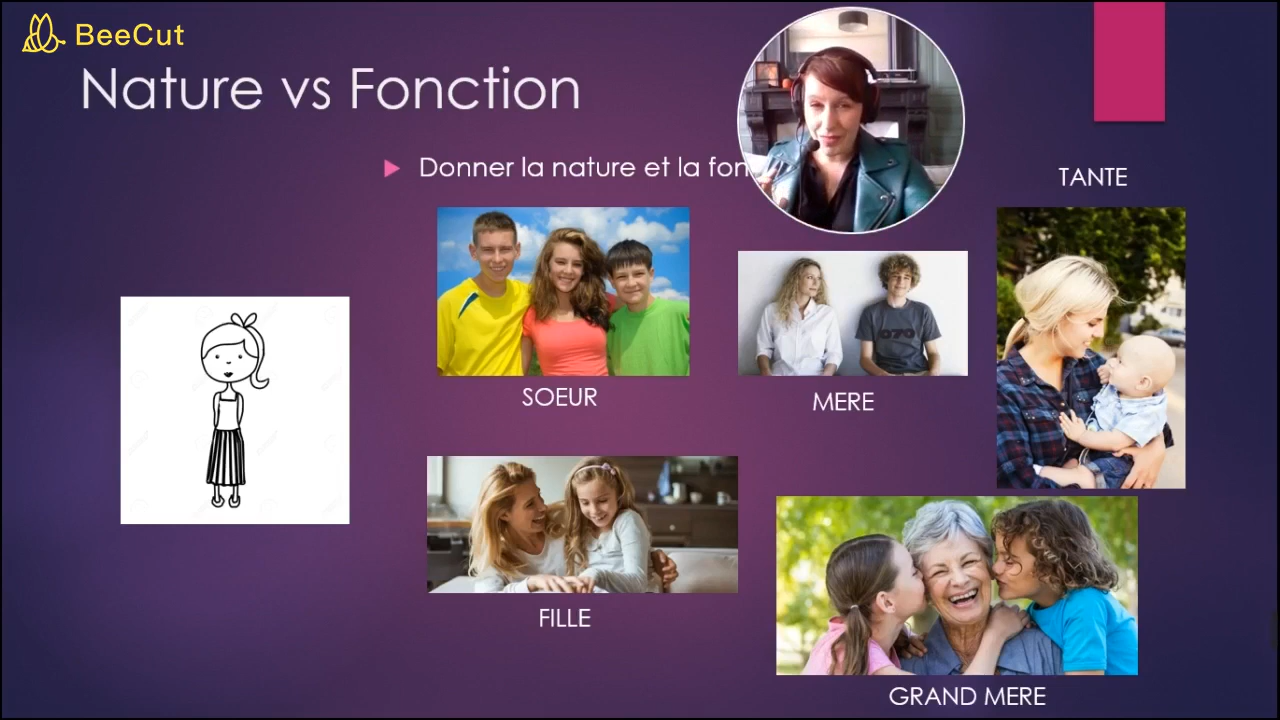 BeeCut
Nature vs Fonction
Donner la nature et la fon
TANTE
SOEUR
MERE
FILLE
GRAND MERE